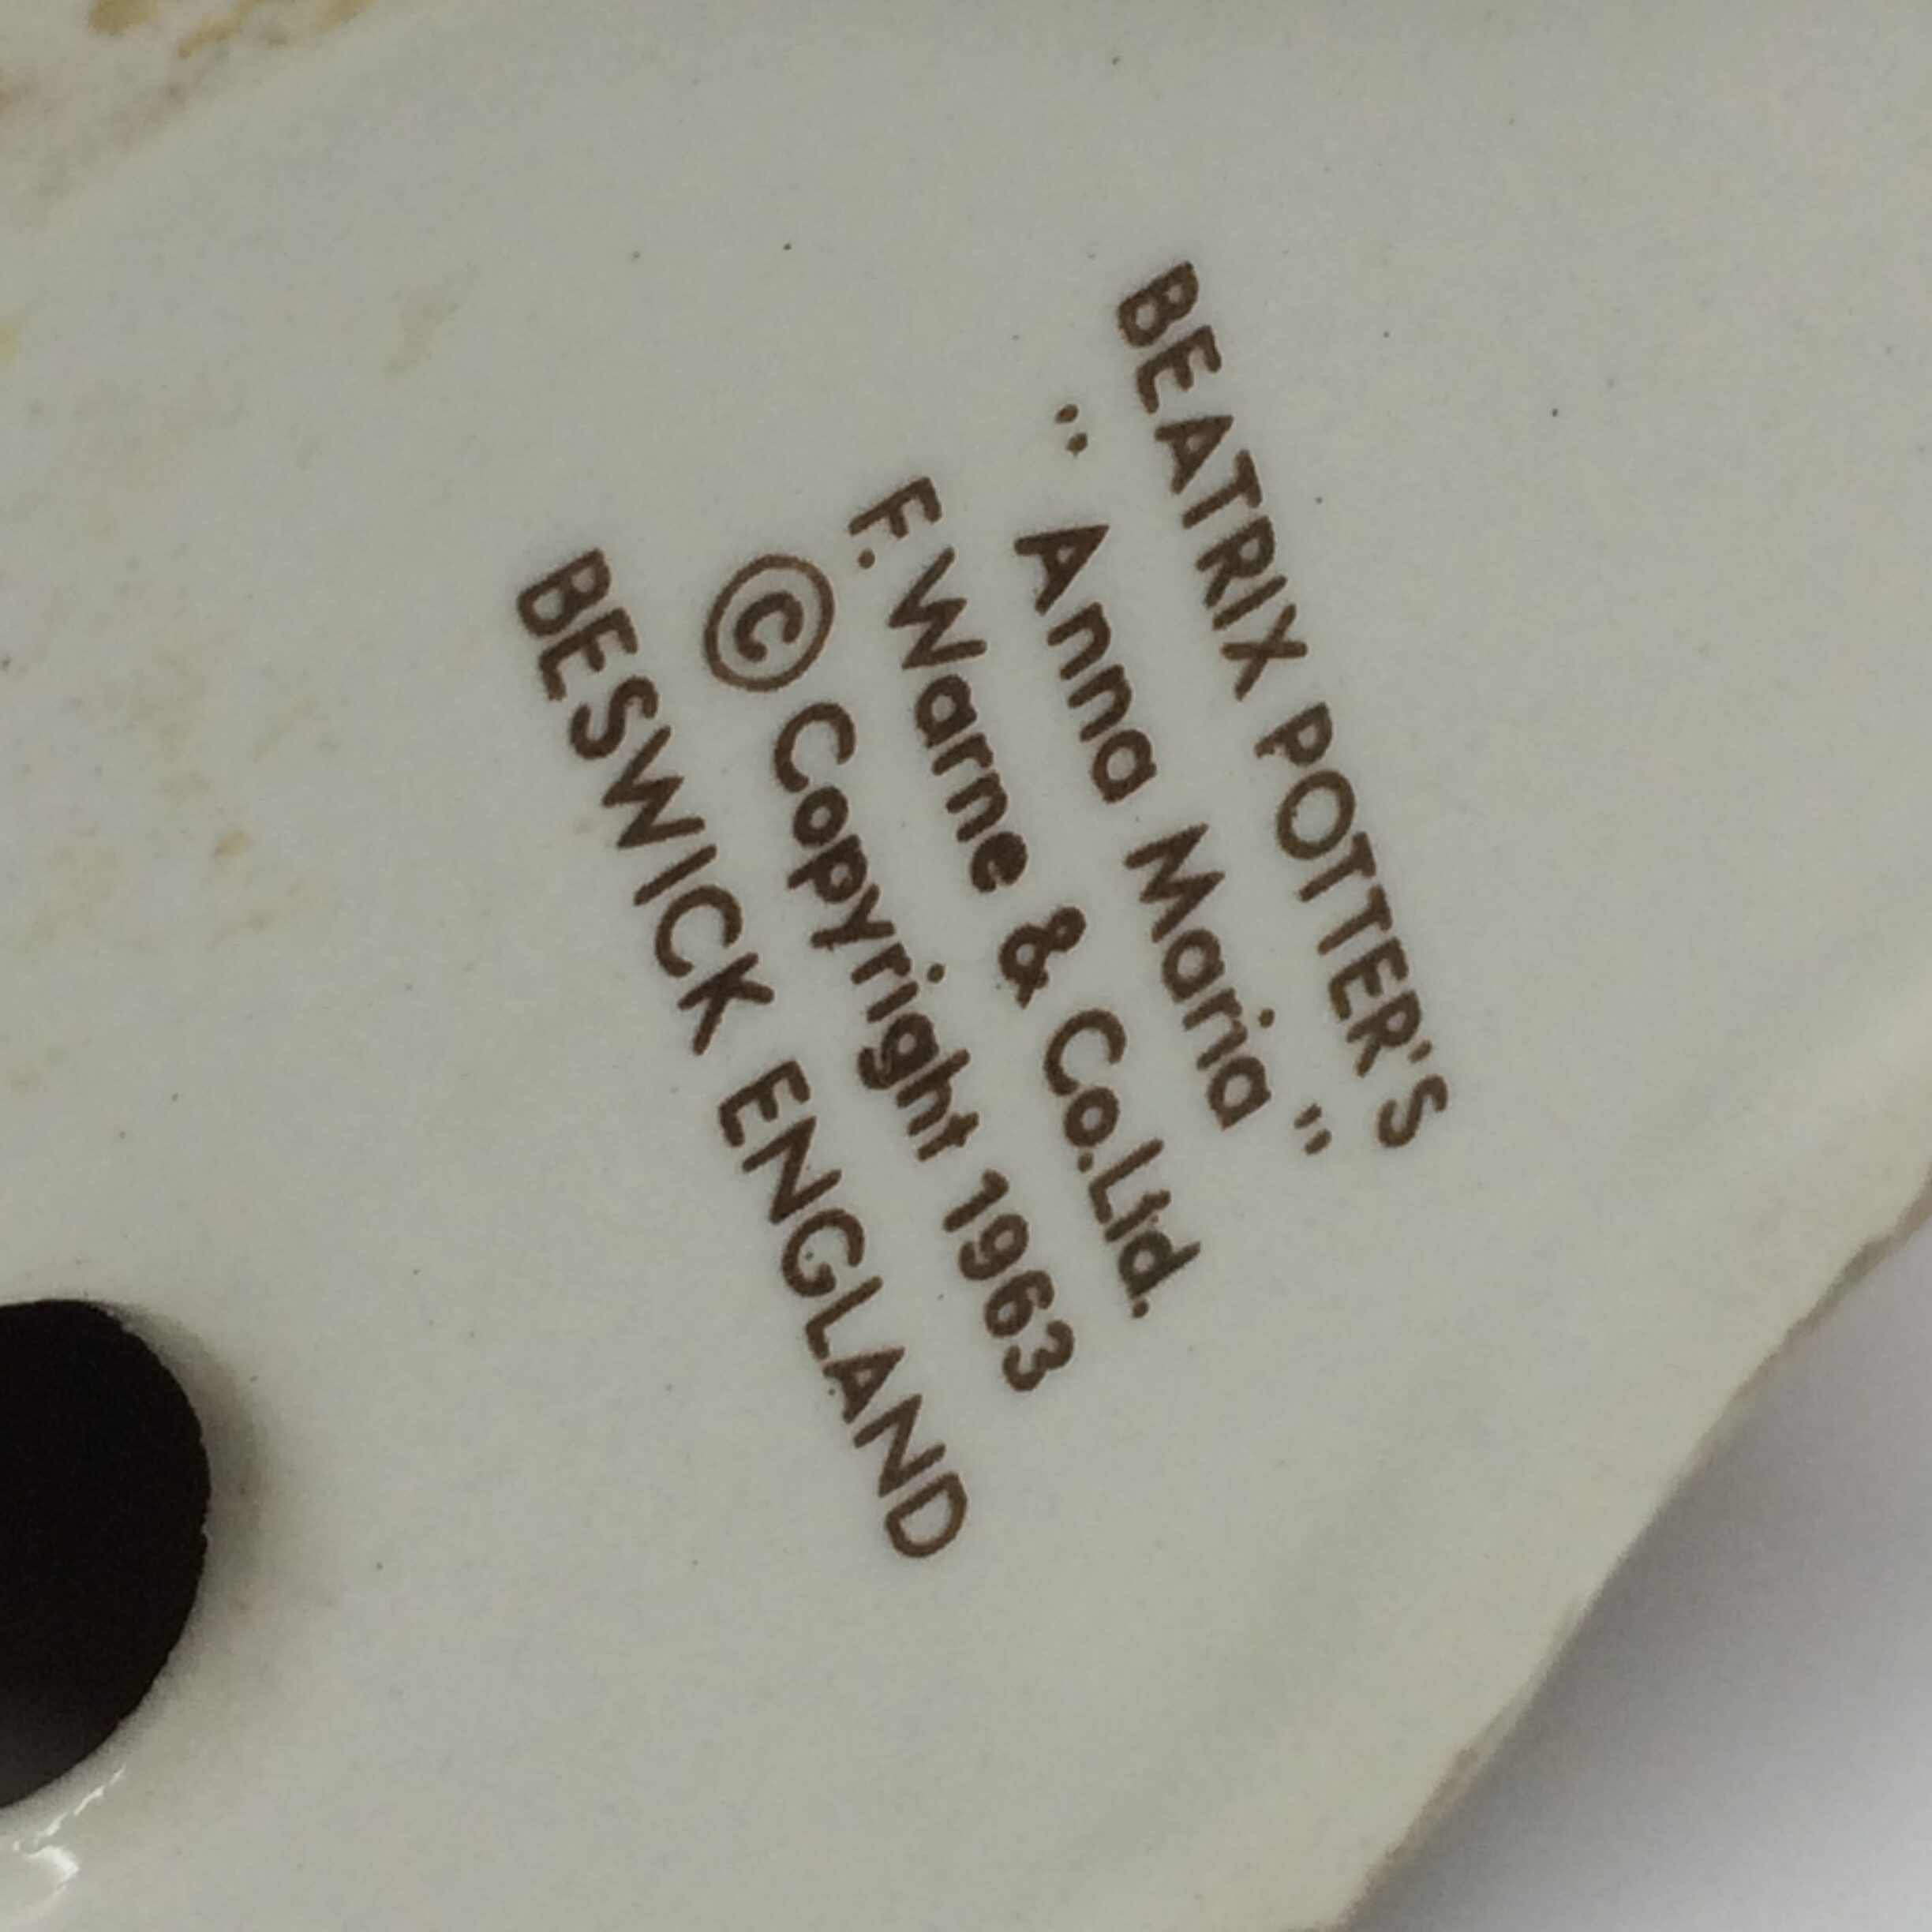 BEATRIX POTTER'S
"Anna Maria"
F. Warne & Co.Ltd.
© Copyright 1963
BESWICK ENGLAND